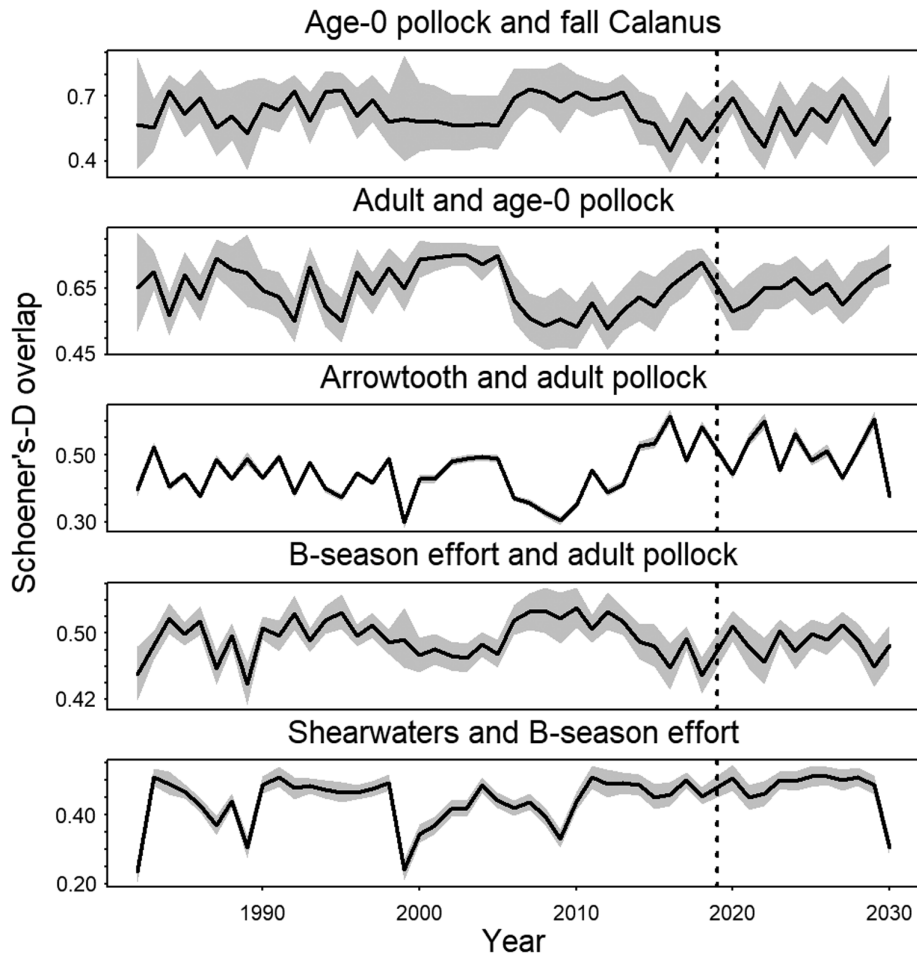 Age-0 pollock and fall Calanus
0.7
0.4
Adult and age-0 pollock
0.65
0.45
Arrowtooth and adult pollock
0.50
0.30
B-season effort and adult pollock
0.50
0.42
Shearwaters and B-season effort
0.40
0.20
Schoener's-D overlap
1990 2000 2010 2020 2030
Year